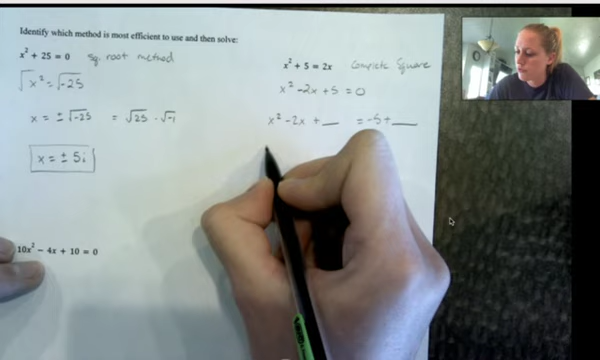 Identify which method is most efficient to use and then solve:
x² + 25 = 0 sq. root method
√x² = √-25
x = ± √-25 = √25 · √-1
x = ± 5i
x² + 5 = 2x Complete Square
x² - 2x + 5 = 0
x² - 2x + __ = -5 + __
10x² − 4x + 10 = 0